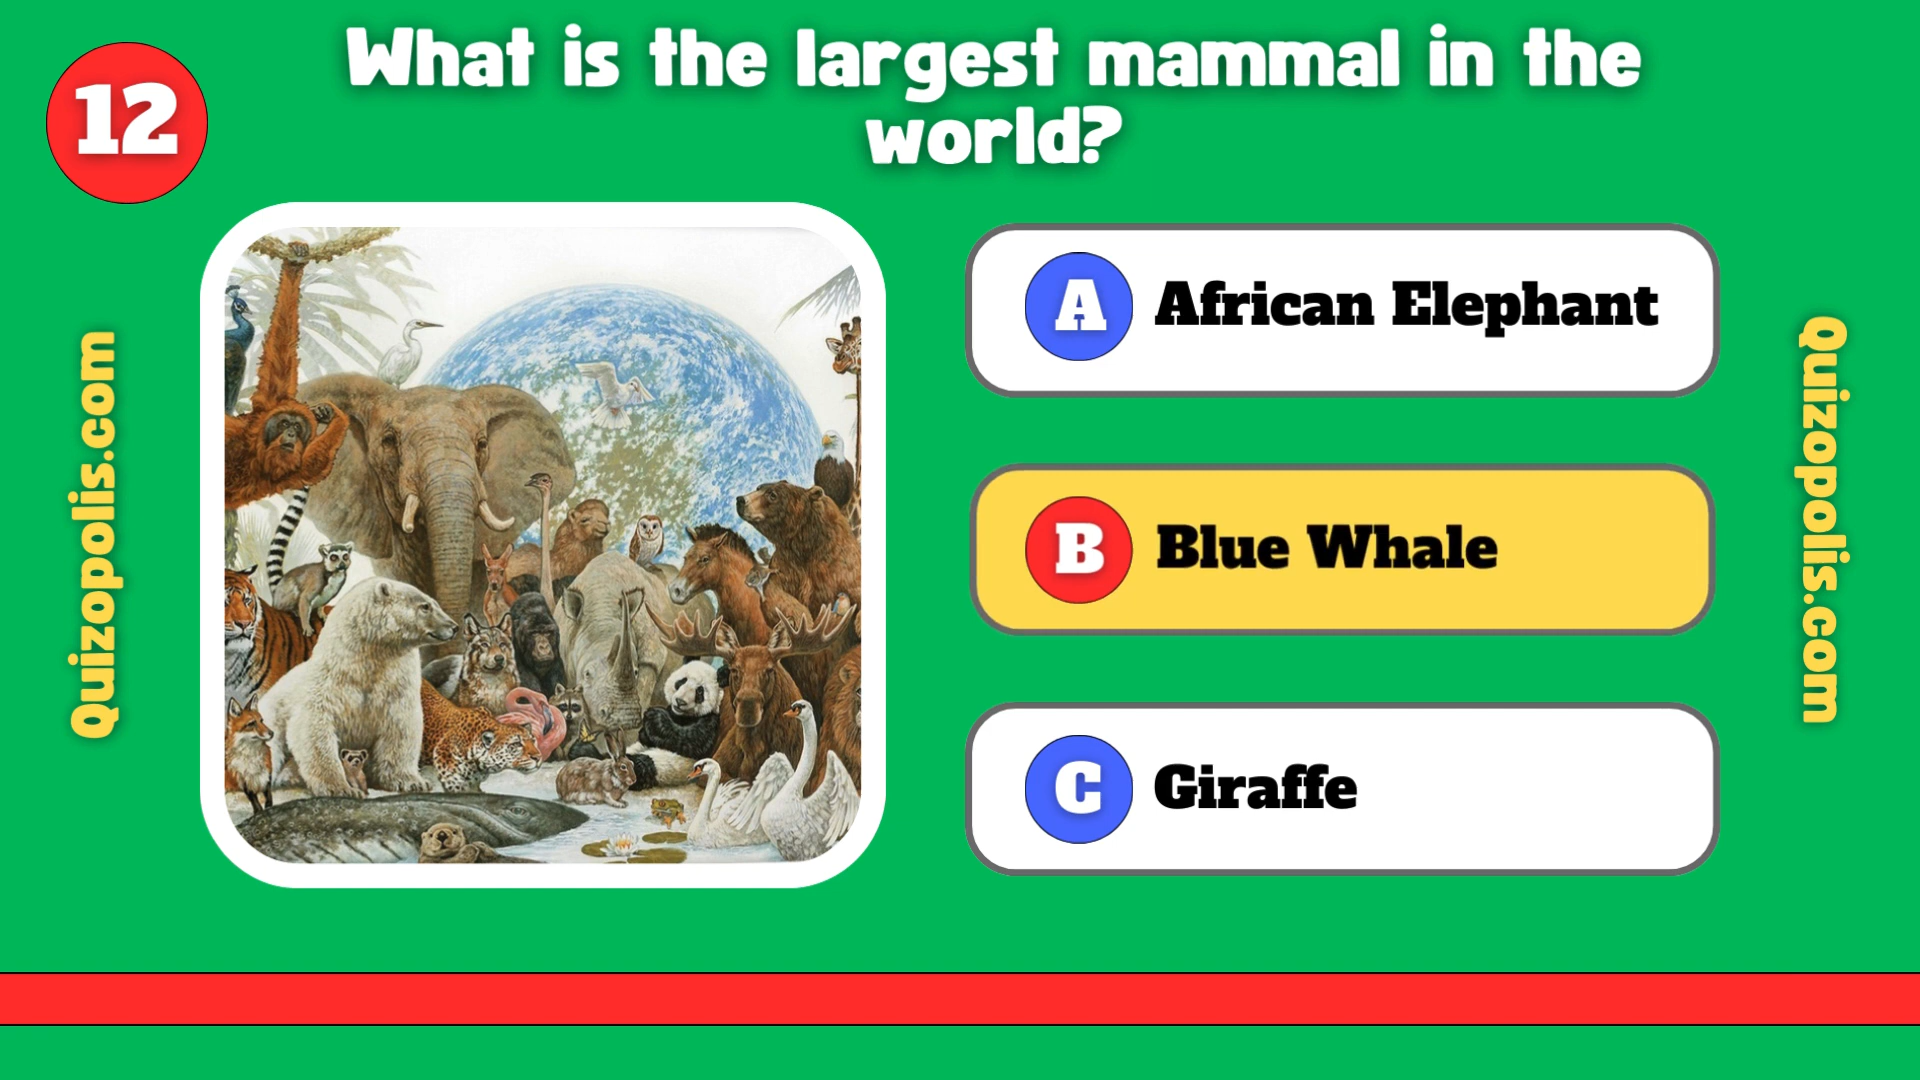 12
What is the largest mammal in the
world?
Quizopolis.com
A African Elephant
B Blue Whale
C Giraffe
Quizopolis.com